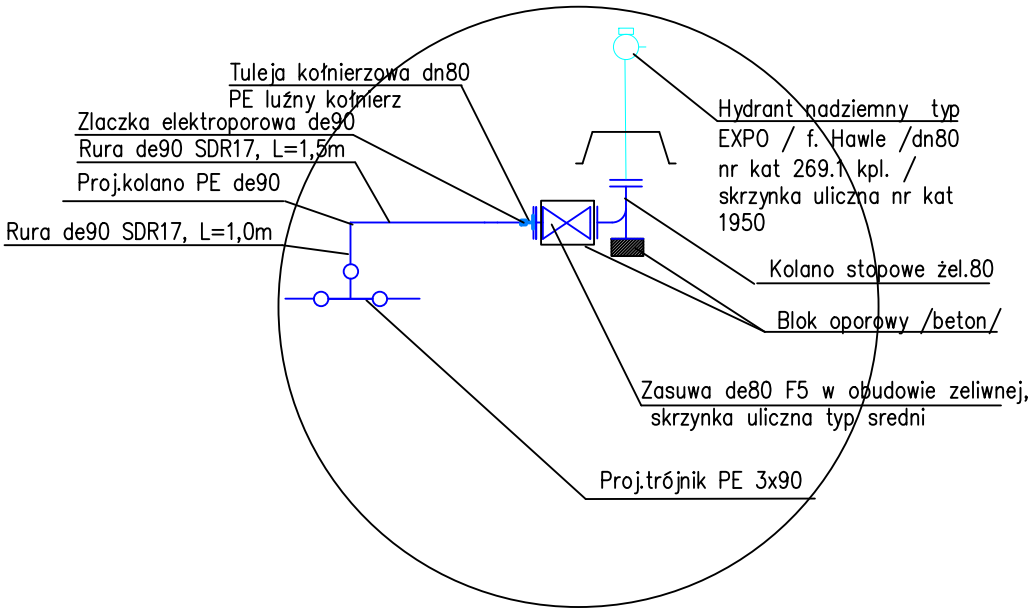 Tuleja kołnierzowa dn80
PE luźny kołnierz
Zlaczka elektroporowa de90
Rura de90 SDR17, L=1,5m
Proj.kolano PE de90
Rura de90 SDR17, L=1,0m
Hydrant nadziemny typ
EXPO / f. Hawle /dn80
nr kat 269.1 kpl. /
skrzynka uliczna nr kat
1950
Kolano stopowe żel.80
Blok oporowy /beton/
Zasuwa de80 F5 w obudowie zeliwnej,
skrzynka uliczna typ sredni
Proj.trójnik PE 3x90